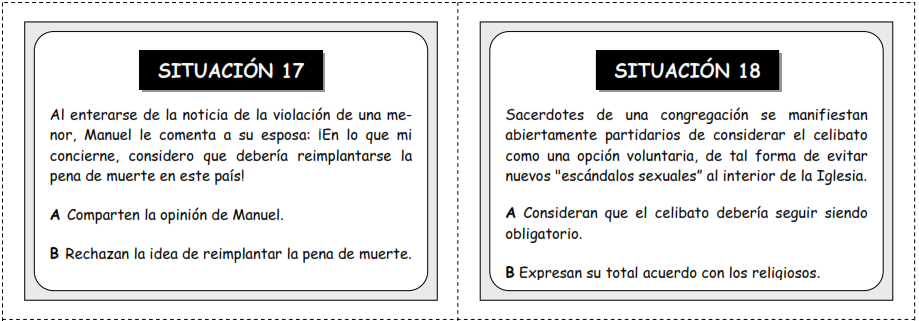 SITUACIÓN 17
Al enterarse de la noticia de la violación de una me-
nor, Manuel le comenta a su esposa: ¡En lo que mi
concierne, considero que debería reimplantarse la
pena de muerte en este país!
A Comparten la opinión de Manuel.
B Rechazan la idea de reimplantar la pena de muerte.
SITUACIÓN 18
Sacerdotes de una congregación se manifiestan
abiertamente partidarios de considerar el celibato
como una opción voluntaria, de tal forma de evitar
nuevos "escándalos sexuales” al interior de la Iglesia.
A Consideran que el celibato debería seguir siendo
obligatorio.
B Expresan su total acuerdo con los religiosos.